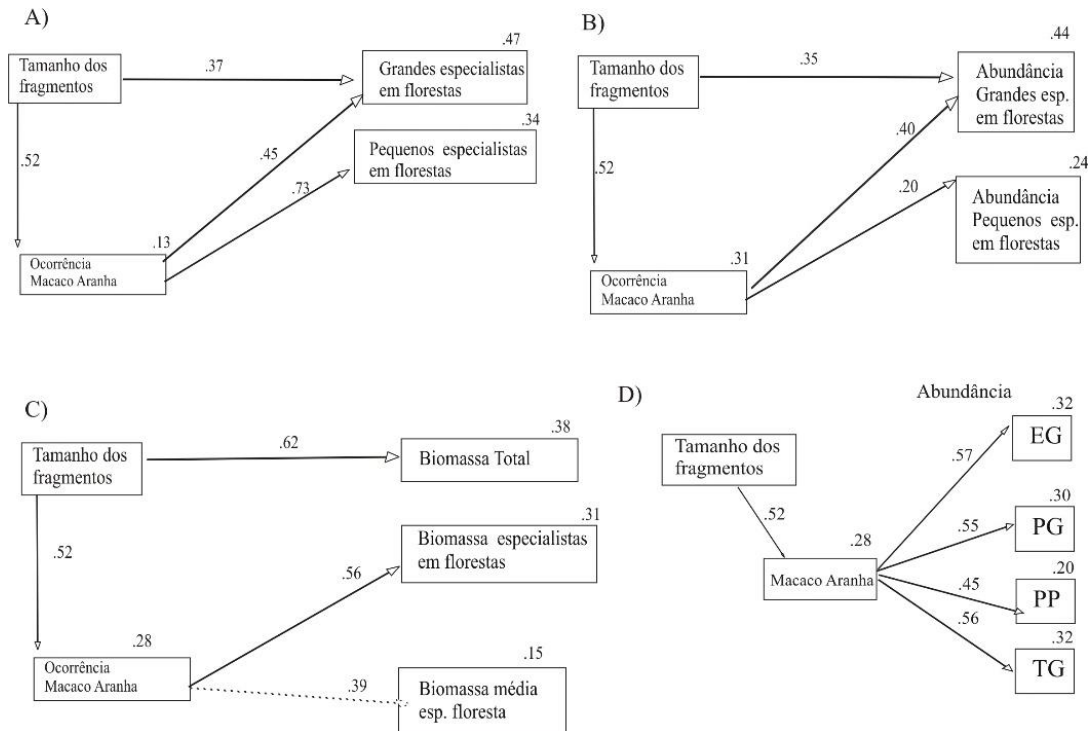 A)
.47
Tamanho dos
fragmentos
.37
Grandes especialistas
em florestas
.34
.52
.45
Pequenos especialistas
em florestas
.73
.13
Ocorrência
Macaco Aranha
B)
.44
Tamanho dos
fragmentos
.35
Abundância
Grandes esp.
em florestas
.40
.52
.24
.20
Abundância
Pequenos esp.
em florestas
.31
Ocorrência
Macaco Aranha
C)
.38
Tamanho dos
fragmentos
.62
Biomassa Total
.31
.52
Biomassa especialistas
em florestas
.56
.28
.15
Ocorrência
Macaco Aranha
.39
Biomassa média
esp. floresta
D)
Abundância
.32
Tamanho dos
fragmentos
EG
.57
.30
.52
.55
PG
.28
.20
Macaco Aranha
.45
PP
.56
.32
TG